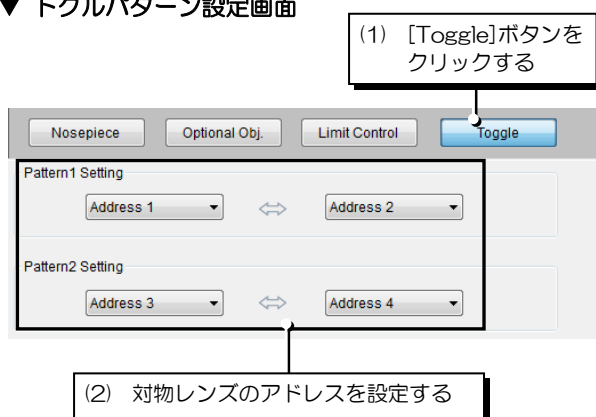 ▼ トグルパターン設定画面
(1) [Toggle]ボタンを
クリックする
Nosepiece Optional Obj. Limit Control Toggle
Pattern1 Setting
Address 1 ⇔ Address 2
Pattern2 Setting
Address 3 ⇔ Address 4
(2) 対物レンズのアドレスを設定する